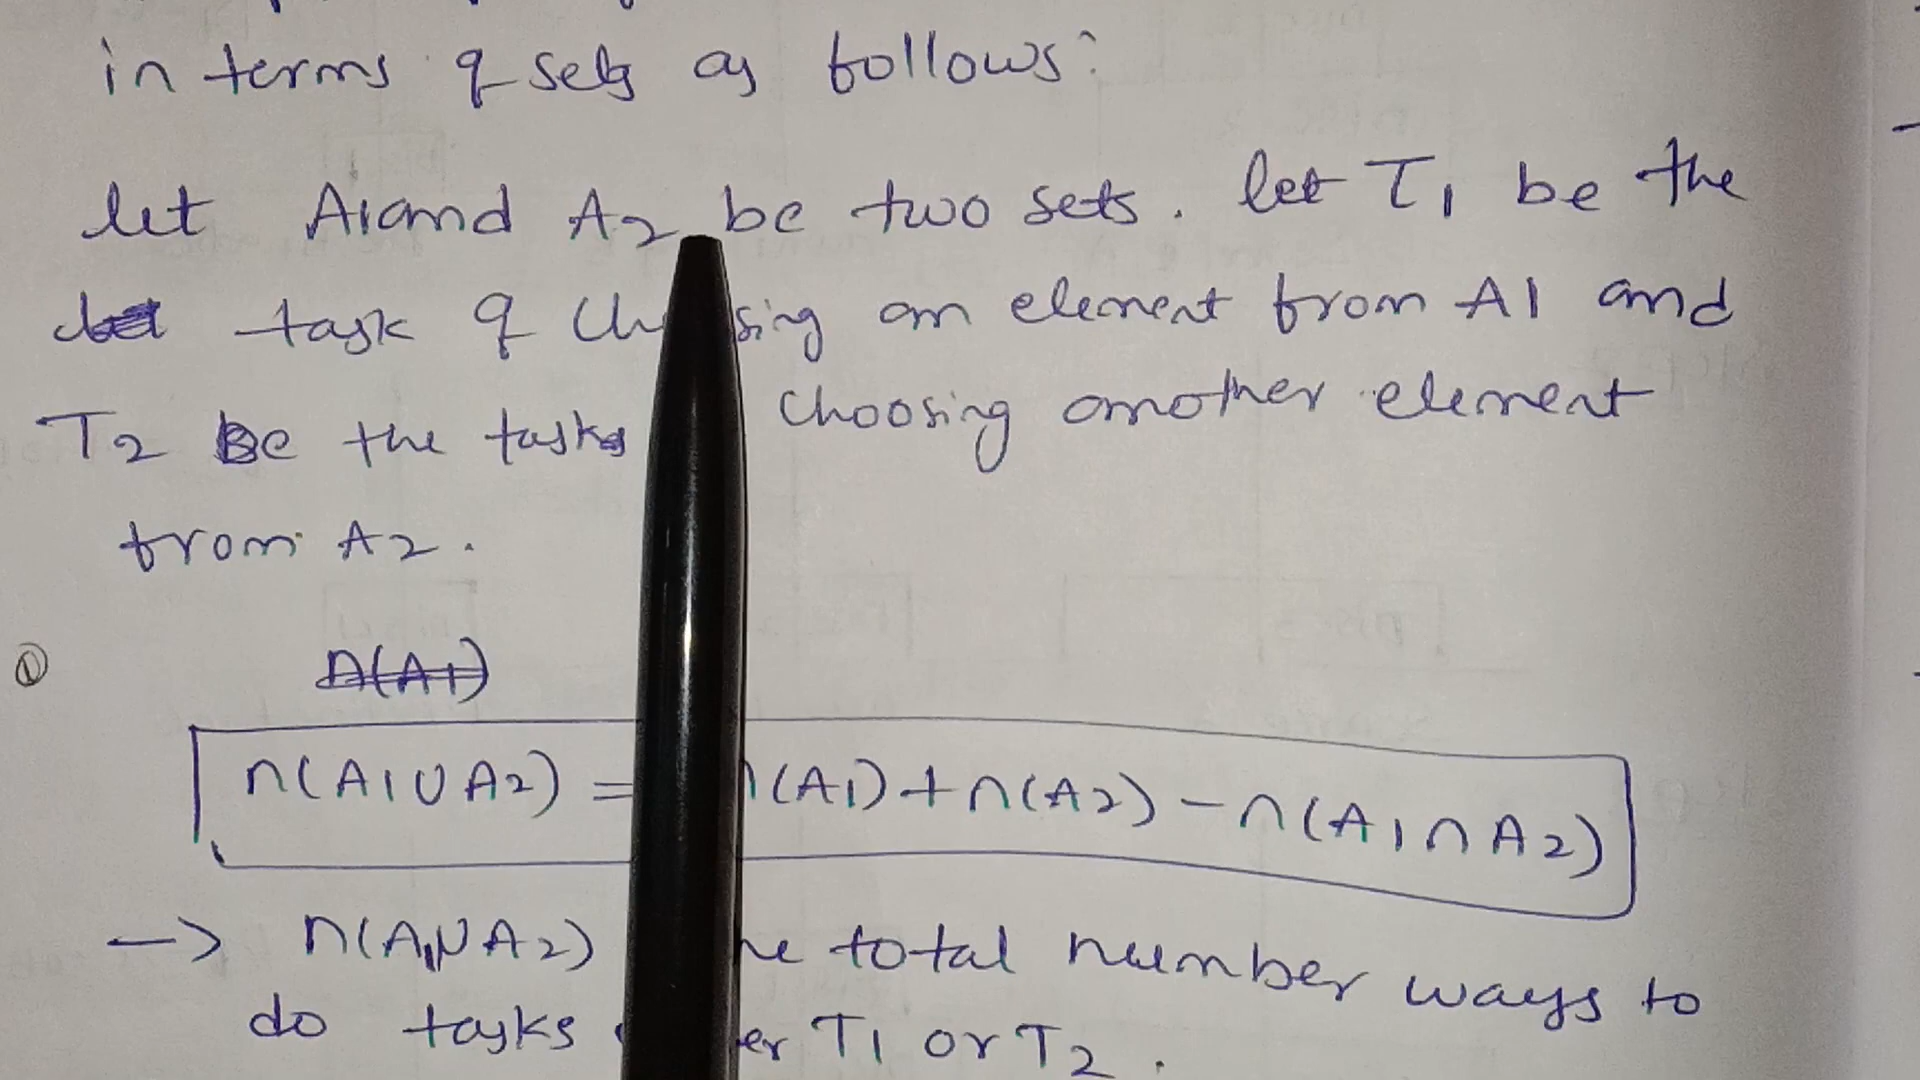 in terms of sets as follows:
let A1 and A2 be two sets. let T1 be the
task of sing an element from A1 and
T2 Be the tasks choosing another element
from A2.
①
n(A1)
n(A1 ∪ A2) = n(A1) + n(A2) - n(A1 ∩ A2)
→ n(A1 ∪ A2) he total number ways to
do tasks er T1 or T2.